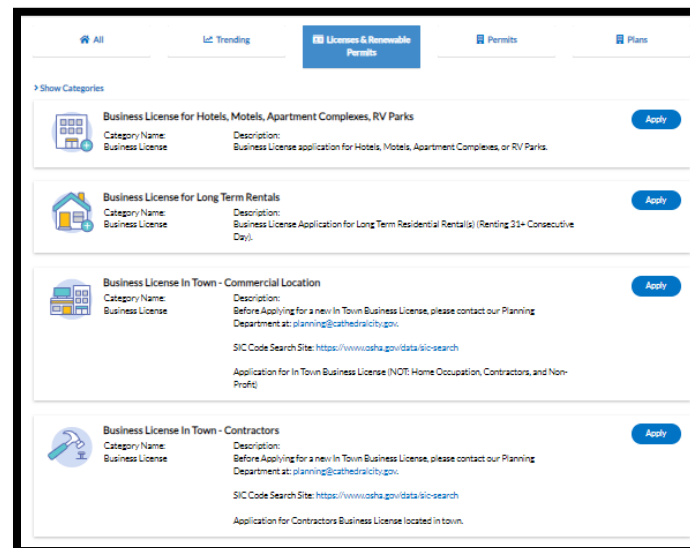 All
Trending
Licenses & Renewable
Permits
Permits
Plans
Show Categories
Business License for Hotels, Motels, Apartment Complexes, RV Parks
Apply
Category Name:
Description:
Business License
Business License application for Hotels, Motels, Apartment Complexes, or RV Parks.
Business License for Long Term Rentals
Apply
Category Name:
Description:
Business License
Business License Application for Long Term Residential Rental(s) (Renting 31+ Consecutive
Day).
Business License In Town - Commercial Location
Apply
Category Name:
Description:
Business License
Before Applying for a new In Town Business License, please contact our Planning
Department at: planning@cathedralcity.gov.
SIC Code Search Site: https://www.osha.gov/data/sic-search
Application for In Town Business License (NOT: Home Occupation, Contractors, and Non-
Profit)
Business License In Town - Contractors
Apply
Category Name:
Description:
Business License
Before Applying for a new In Town Business License, please contact our Planning
Department at: planning@cathedralcity.gov.
SIC Code Search Site: https://www.osha.gov/data/sic-search
Application for Contractors Business License located in town.